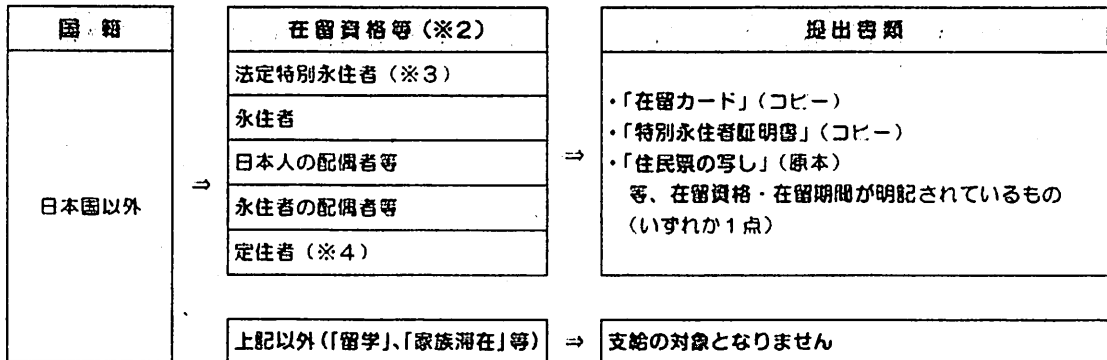 国籍
在留資格等（※2）
提出書類
日本国以外
⇒
法定特別永住者（※3）
永住者
日本人の配偶者等
永住者の配偶者等
定住者（※4）
⇒
・「在留カード」（コピー）
・「特別永住者証明書」（コピー）
・「住民票の写し」（原本）
等、在留資格・在留期間が明記されているもの
（いずれか1点）
上記以外（「留学」、「家族滞在」等）
⇒
支給の対象となりません